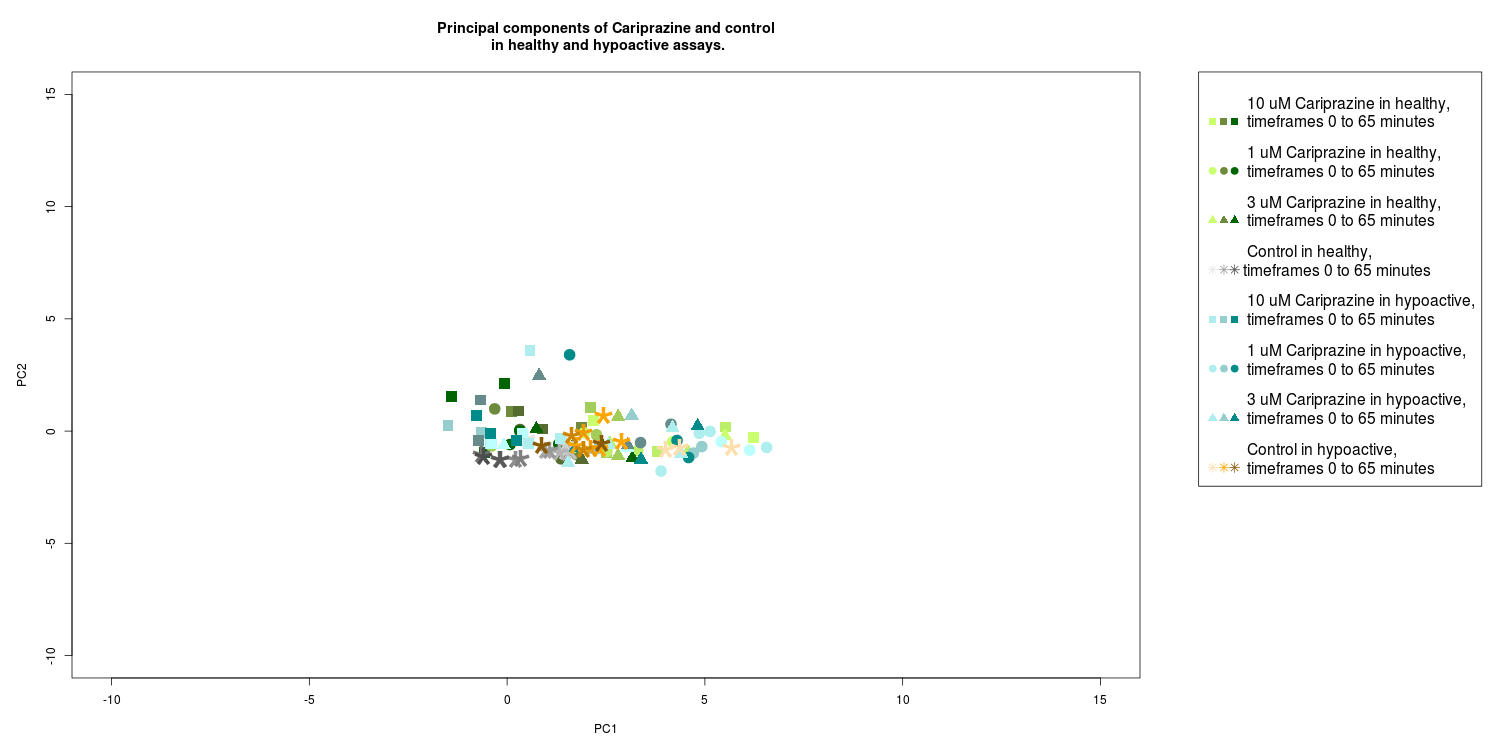 Principal components of Cariprazine and control
in healthy and hypoactive assays.
15
10
5
0
-5
-10
PC2
-10
-5
0
5
10
15
PC1
10 uM Cariprazine in healthy,
timeframes 0 to 65 minutes
1 uM Cariprazine in healthy,
timeframes 0 to 65 minutes
3 uM Cariprazine in healthy,
timeframes 0 to 65 minutes
Control in healthy,
timeframes 0 to 65 minutes
10 uM Cariprazine in hypoactive,
timeframes 0 to 65 minutes
1 uM Cariprazine in hypoactive,
timeframes 0 to 65 minutes
3 uM Cariprazine in hypoactive,
timeframes 0 to 65 minutes
Control in hypoactive,
timeframes 0 to 65 minutes